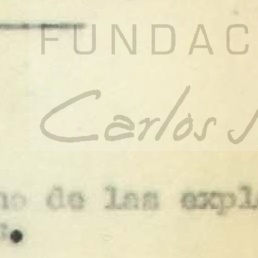 FUNDAC
Carlos J
de las expl